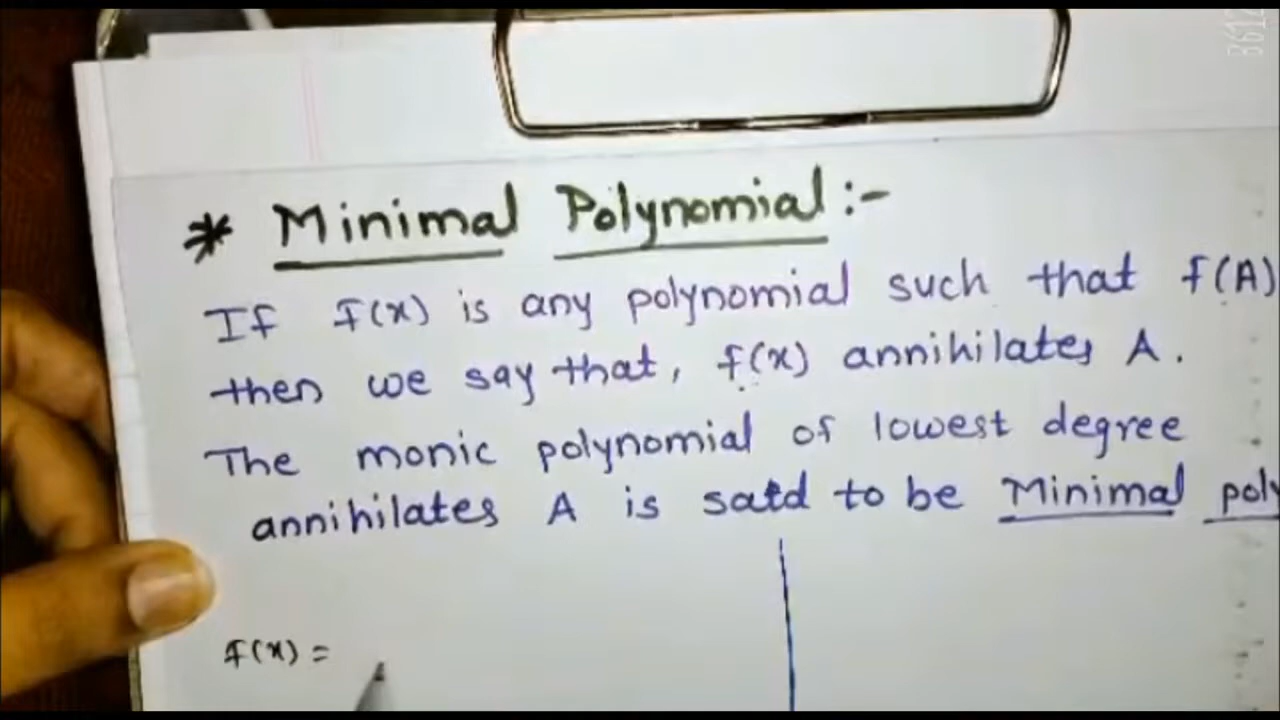 * Minimal Polynomial :-
If f(x) is any polynomial such that f(A)
then we say that, f(x) annihilates A.
The monic polynomial of lowest degree
annihilates A is said to be Minimal poly
f(x) =